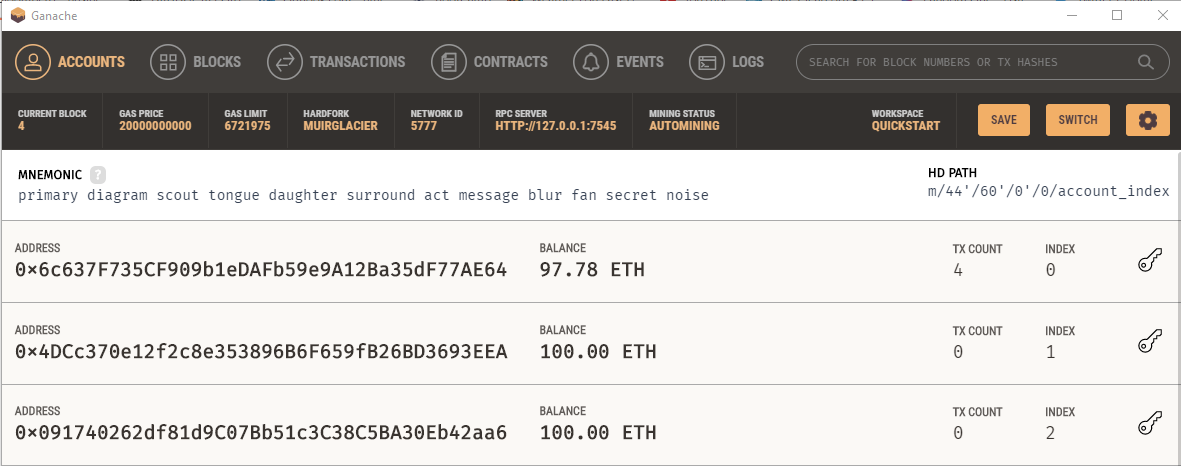 Ganache
ACCOUNTS BLOCKS TRANSACTIONS CONTRACTS EVENTS LOGS SEARCH FOR BLOCK NUMBERS OR TX HASHES
CURRENT BLOCK GAS PRICE GAS LIMIT HARDFORK NETWORK ID RPC SERVER MINING STATUS WORKSPACE
4 20000000000 6721975 MUIRGLACIER 5777 HTTP://127.0.0.1:7545 AUTOMINING QUICKSTART SAVE SWITCH
MNEMONIC ? HD PATH
primary diagram scout tongue daughter surround act message blur fan secret noise m/44'/60'/0'/0/account_index
ADDRESS BALANCE TX COUNT INDEX
0×6c637F735CF909b1eDAFb59e9A12Ba35dF77AE64 97.78 ETH 4 0
ADDRESS BALANCE TX COUNT INDEX
0×4DCc370e12f2c8e353896B6F659fB26BD3693EEA 100.00 ETH 0 1
ADDRESS BALANCE TX COUNT INDEX
0×091740262df81d9C07Bb51c3C38C5BA30Eb42aa6 100.00 ETH 0 2